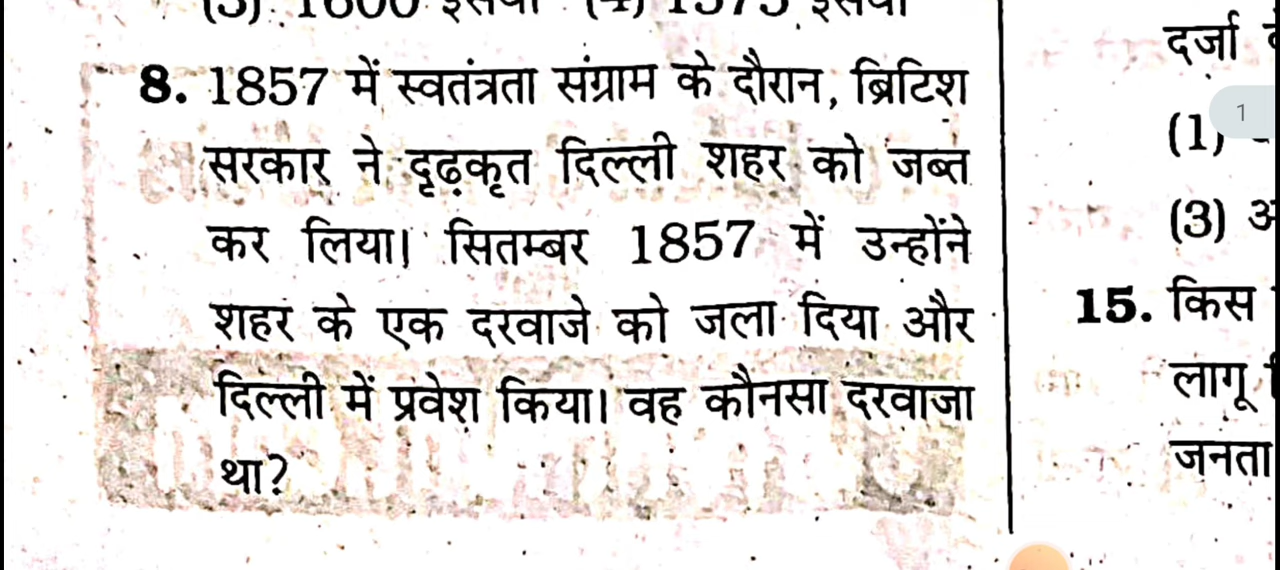 8. 1857 में स्वतंत्रता संग्राम के दौरान, ब्रिटिश
सरकार ने दृढ़कृत दिल्ली शहर को जब्त
कर लिया। सितम्बर 1857 में उन्होंने
शहर के एक दरवाजे को जला दिया और
दिल्ली में प्रवेश किया। वह कौनसा दरवाजा
था?
दर्जा
1
(1)
(3)
15. किस
लागू
जनता